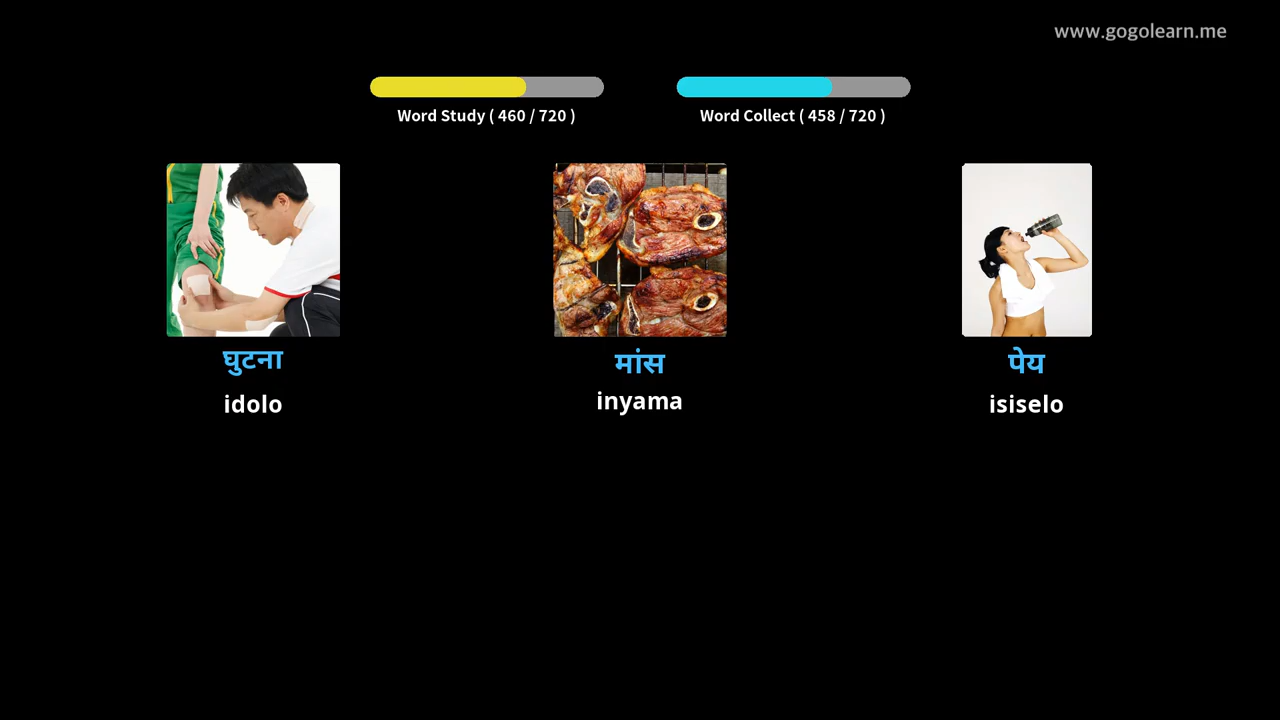 www.gogolearn.me
Word Study ( 460 / 720 )
Word Collect ( 458 / 720 )
घुटना
मांस
पेय
idolo
inyama
isiselo